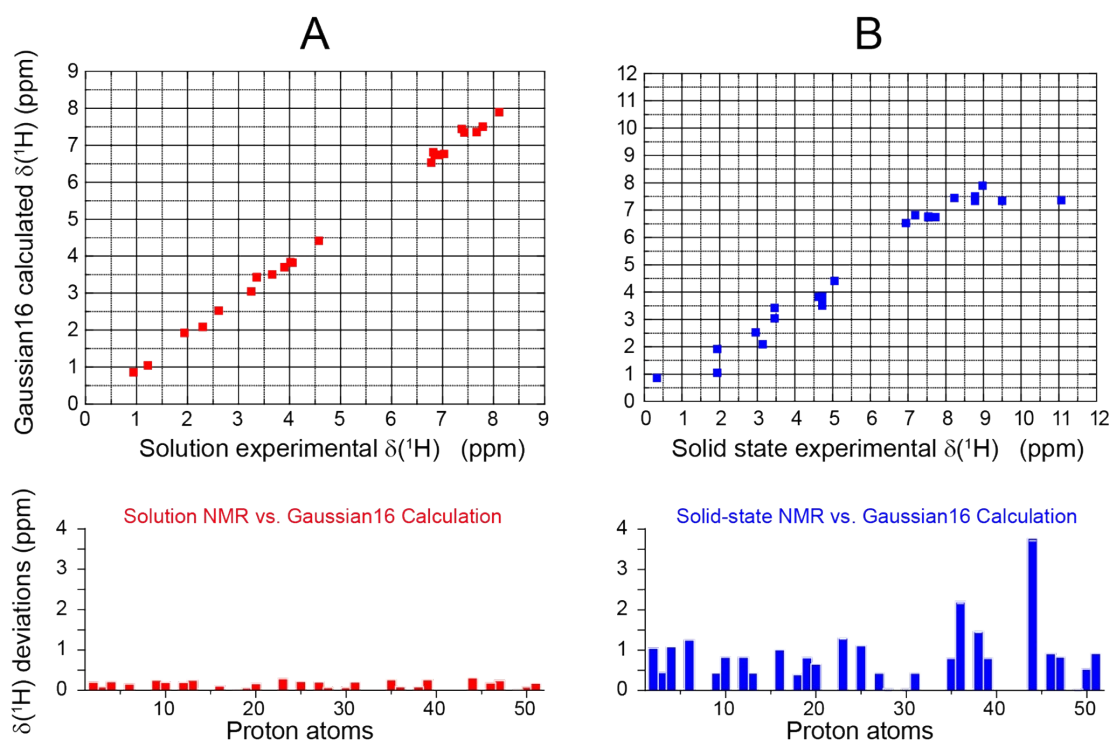 A
B
Gaussian16 calculated δ(¹H) (ppm)
9
8
7
6
5
4
3
2
1
0
0 1 2 3 4 5 6 7 8 9
Solution experimental δ(¹H) (ppm)
12
11
10
9
8
7
6
5
4
3
2
1
0
0 1 2 3 4 5 6 7 8 9 10 11 12
Solid state experimental δ(¹H) (ppm)
δ(¹H) deviations (ppm)
Solution NMR vs. Gaussian16 Calculation
4
3
2
1
0
0 10 20 30 40 50
Proton atoms
Solid-state NMR vs. Gaussian16 Calculation
4
3
2
1
0
0 10 20 30 40 50
Proton atoms